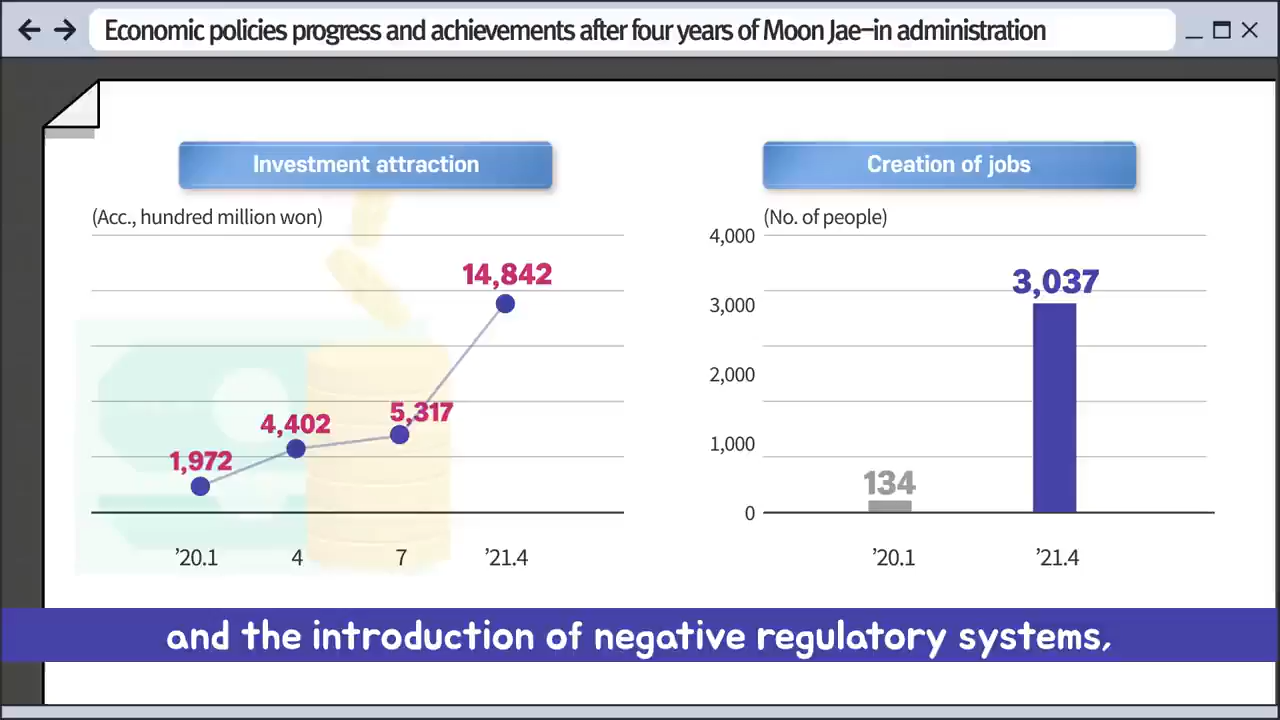 Economic policies progress and achievements after four years of Moon Jae-in administration
Investment attraction
(Acc., hundred million won)
14,842
5,317
4,402
1,972
’20.1 4 7 ’21.4
Creation of jobs
(No. of people)
4,000
3,000
2,000
1,000
0
3,037
134
’20.1 ’21.4
and the introduction of negative regulatory systems,